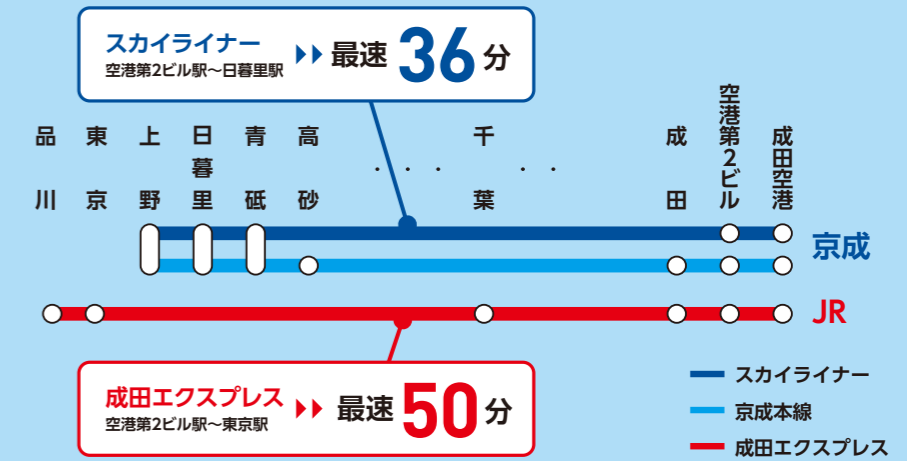 スカイライナー
空港第2ビル駅〜日暮里駅
最速 36 分
品川
東京
上野
日暮里
青砥
高砂
・・・
千葉
・・
成田
空港第2ビル
成田空港
京成
JR
成田エクスプレス
空港第2ビル駅〜東京駅
最速 50 分
スカイライナー
京成本線
成田エクスプレス